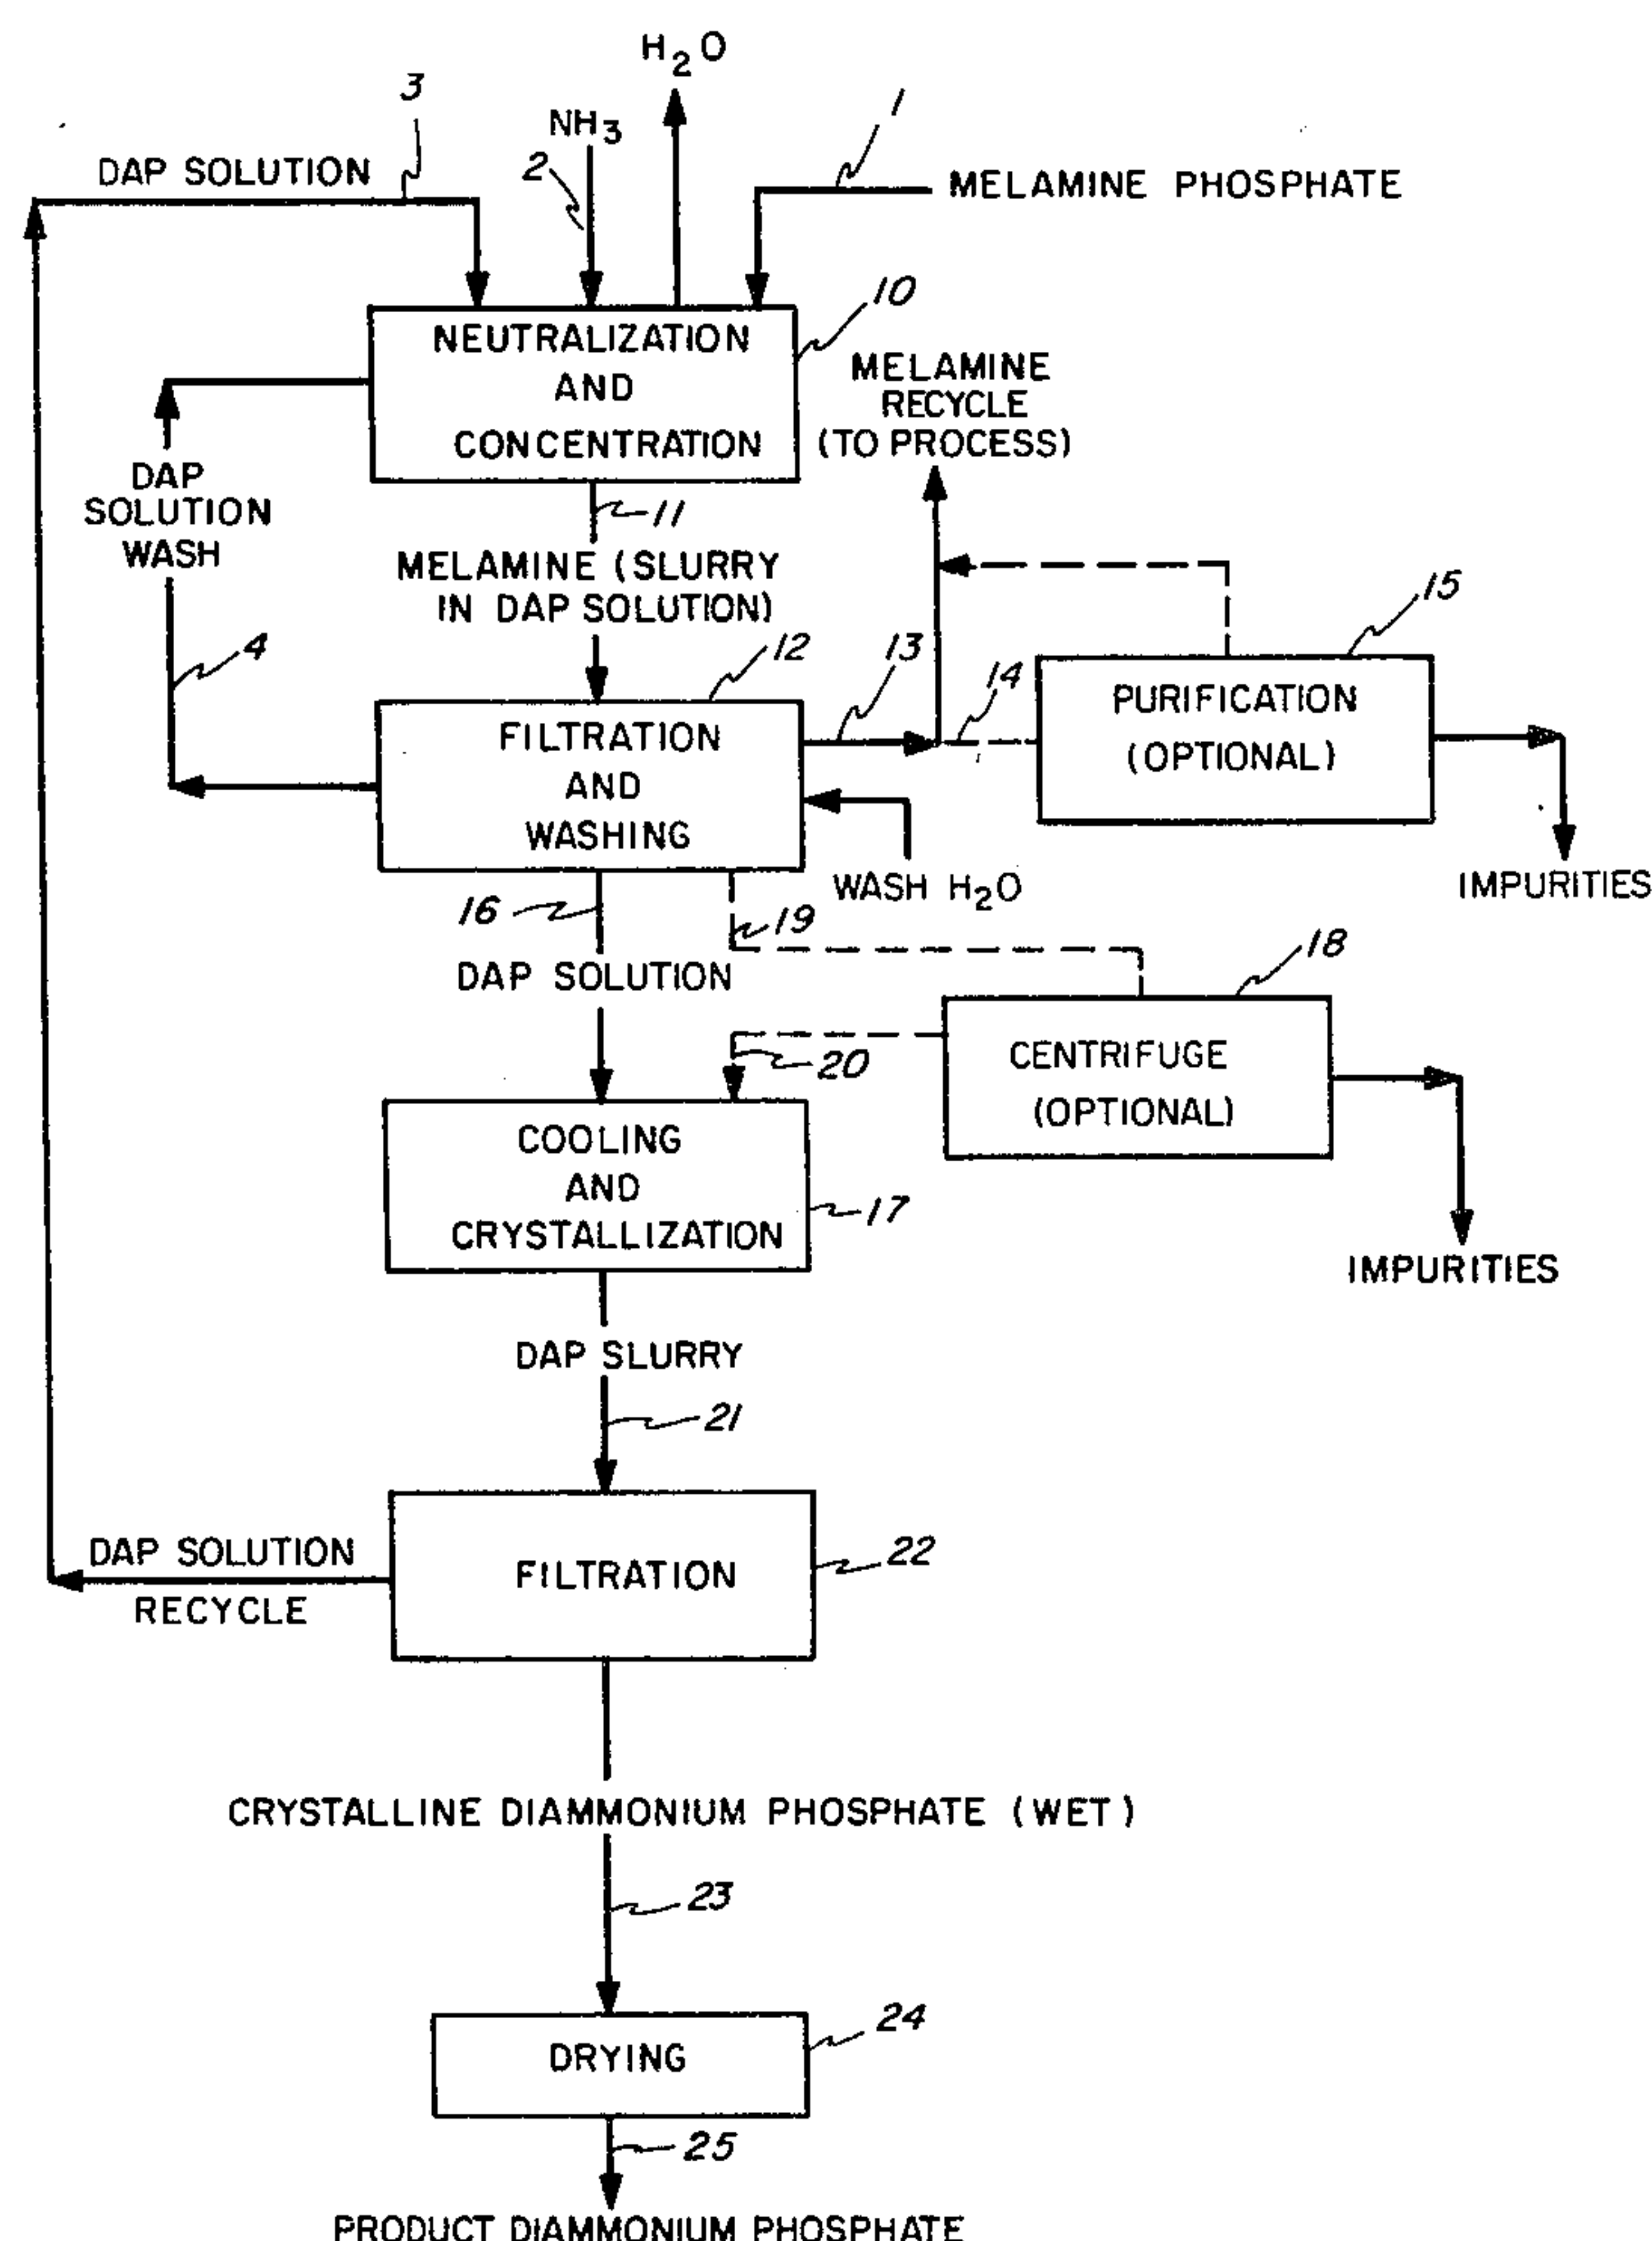 H2O
3
1
NH3
2
DAP SOLUTION
MELAMINE PHOSPHATE
10
NEUTRALIZATION
AND
CONCENTRATION
MELAMINE
RECYCLE
(TO PROCESS)
DAP
SOLUTION
WASH
11
MELAMINE (SLURRY
IN DAP SOLUTION)
15
4
12
13
14
PURIFICATION
(OPTIONAL)
FILTRATION
AND
WASHING
WASH H2O
IMPURITIES
16
19
18
DAP SOLUTION
20
CENTRIFUGE
(OPTIONAL)
COOLING
AND
CRYSTALLIZATION
17
IMPURITIES
DAP SLURRY
21
DAP SOLUTION
RECYCLE
FILTRATION
22
CRYSTALLINE DIAMMONIUM PHOSPHATE (WET)
23
24
DRYING
25
PRODUCT DIAMMONIUM PHOSPHATE